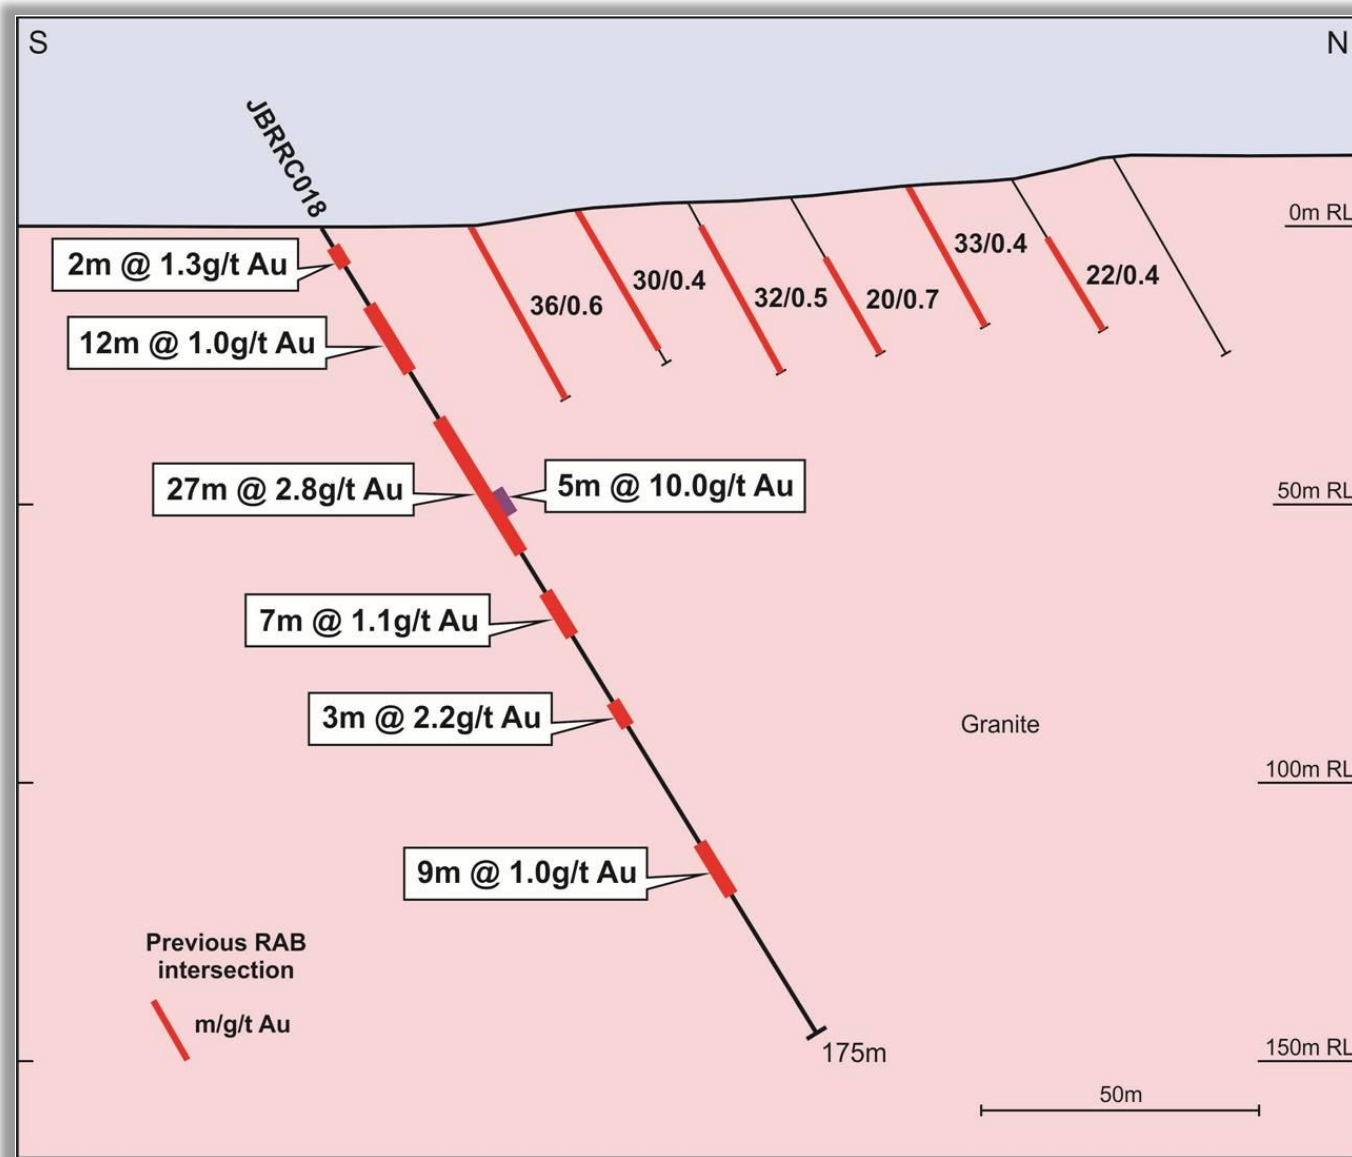 S
N
JBRRC018
0m RL
2m @ 1.3g/t Au
33/0.4
22/0.4
30/0.4
32/0.5
20/0.7
36/0.6
12m @ 1.0g/t Au
27m @ 2.8g/t Au
5m @ 10.0g/t Au
50m RL
7m @ 1.1g/t Au
3m @ 2.2g/t Au
Granite
100m RL
9m @ 1.0g/t Au
Previous RAB
intersection
m/g/t Au
175m
150m RL
50m